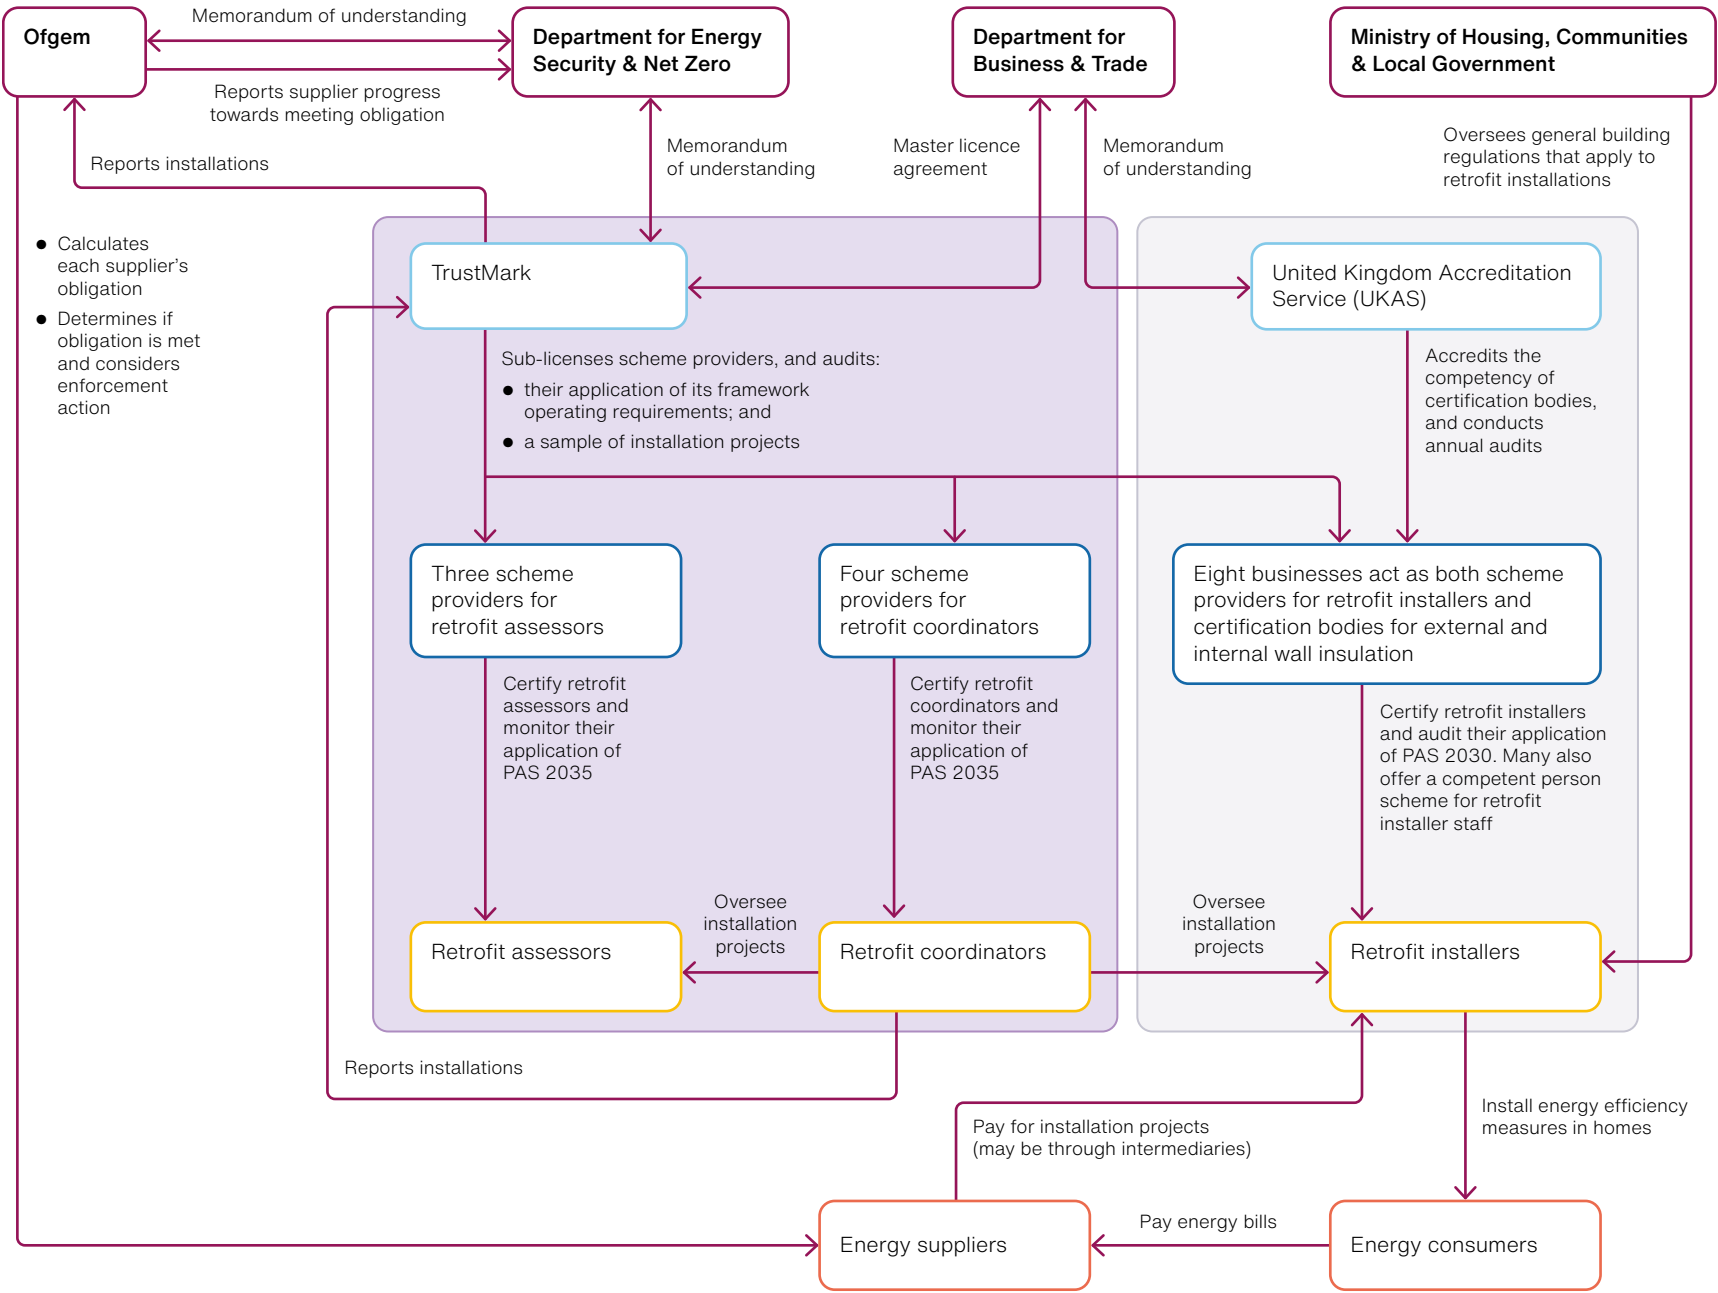 Ofgem
Memorandum of understanding
Department for Energy
Security & Net Zero
Department for
Business & Trade
Ministry of Housing, Communities
& Local Government
Reports supplier progress
towards meeting obligation
Reports installations
Memorandum
of understanding
Master licence
agreement
Memorandum
of understanding
Oversees general building
regulations that apply to
retrofit installations
● Calculates
each supplier’s
obligation
● Determines if
obligation is met
and considers
enforcement
action
TrustMark
United Kingdom Accreditation
Service (UKAS)
Sub-licenses scheme providers, and audits:
● their application of its framework
operating requirements; and
● a sample of installation projects
Accredits the
competency of
certification bodies,
and conducts
annual audits
Three scheme
providers for
retrofit assessors
Four scheme
providers for
retrofit coordinators
Eight businesses act as both scheme
providers for retrofit installers and
certification bodies for external and
internal wall insulation
Certify retrofit
assessors and
monitor their
application of
PAS 2035
Certify retrofit
coordinators and
monitor their
application of
PAS 2035
Certify retrofit installers
and audit their application
of PAS 2030. Many also
offer a competent person
scheme for retrofit
installer staff
Retrofit assessors
Oversee
installation
projects
Retrofit coordinators
Oversee
installation
projects
Retrofit installers
Reports installations
Pay for installation projects
(may be through intermediaries)
Install energy efficiency
measures in homes
Energy suppliers
Pay energy bills
Energy consumers